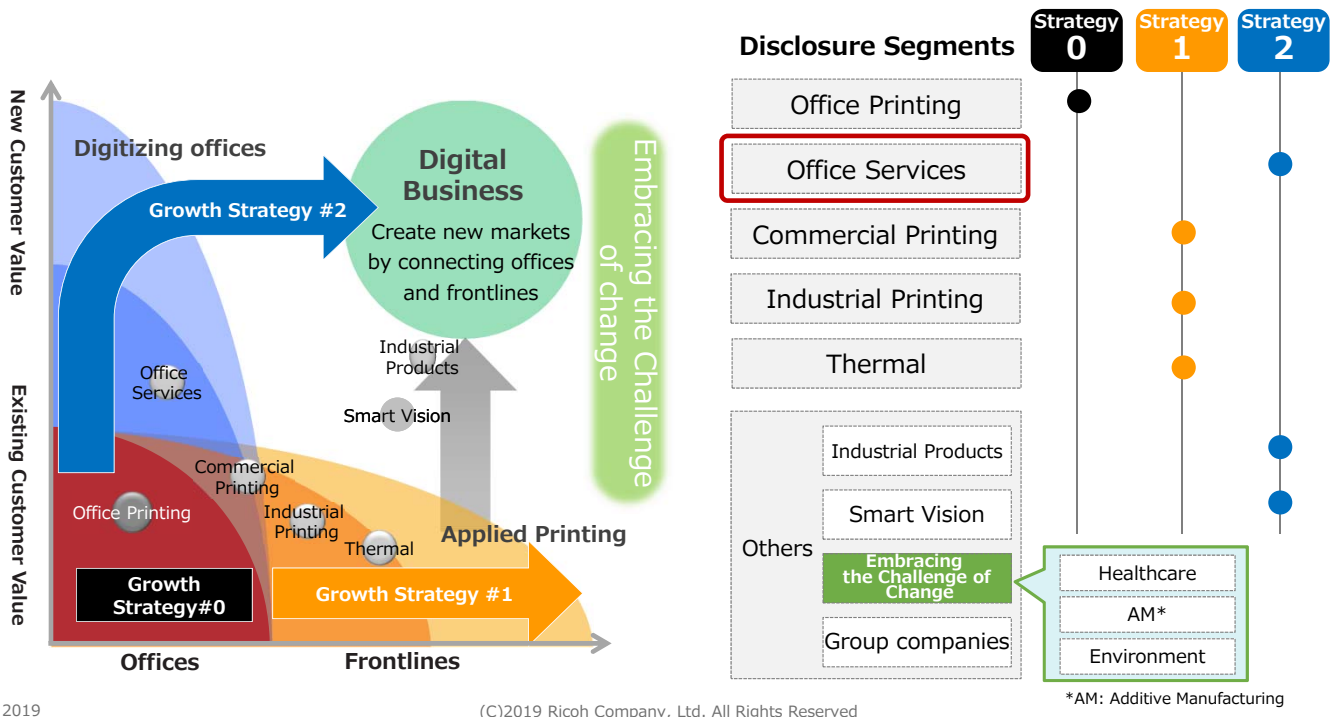 New Customer Value
Existing Customer Value
Digitizing offices
Growth Strategy #2
Digital
Business
Create new markets
by connecting offices
and frontlines
Embracing the Challenge
of change
Industrial
Products
Office
Services
Smart Vision
Commercial
Printing
Office Printing
Industrial
Printing
Thermal
Applied Printing
Growth
Strategy#0
Growth Strategy #1
Offices
Frontlines
Disclosure Segments
Strategy
0
Strategy
1
Strategy
2
Office Printing
Office Services
Commercial Printing
Industrial Printing
Thermal
Others
Industrial Products
Smart Vision
Embracing
the Challenge of
Change
Group companies
Healthcare
AM*
Environment
*AM: Additive Manufacturing
2019
(C)2019 Ricoh Company, Ltd. All Rights Reserved